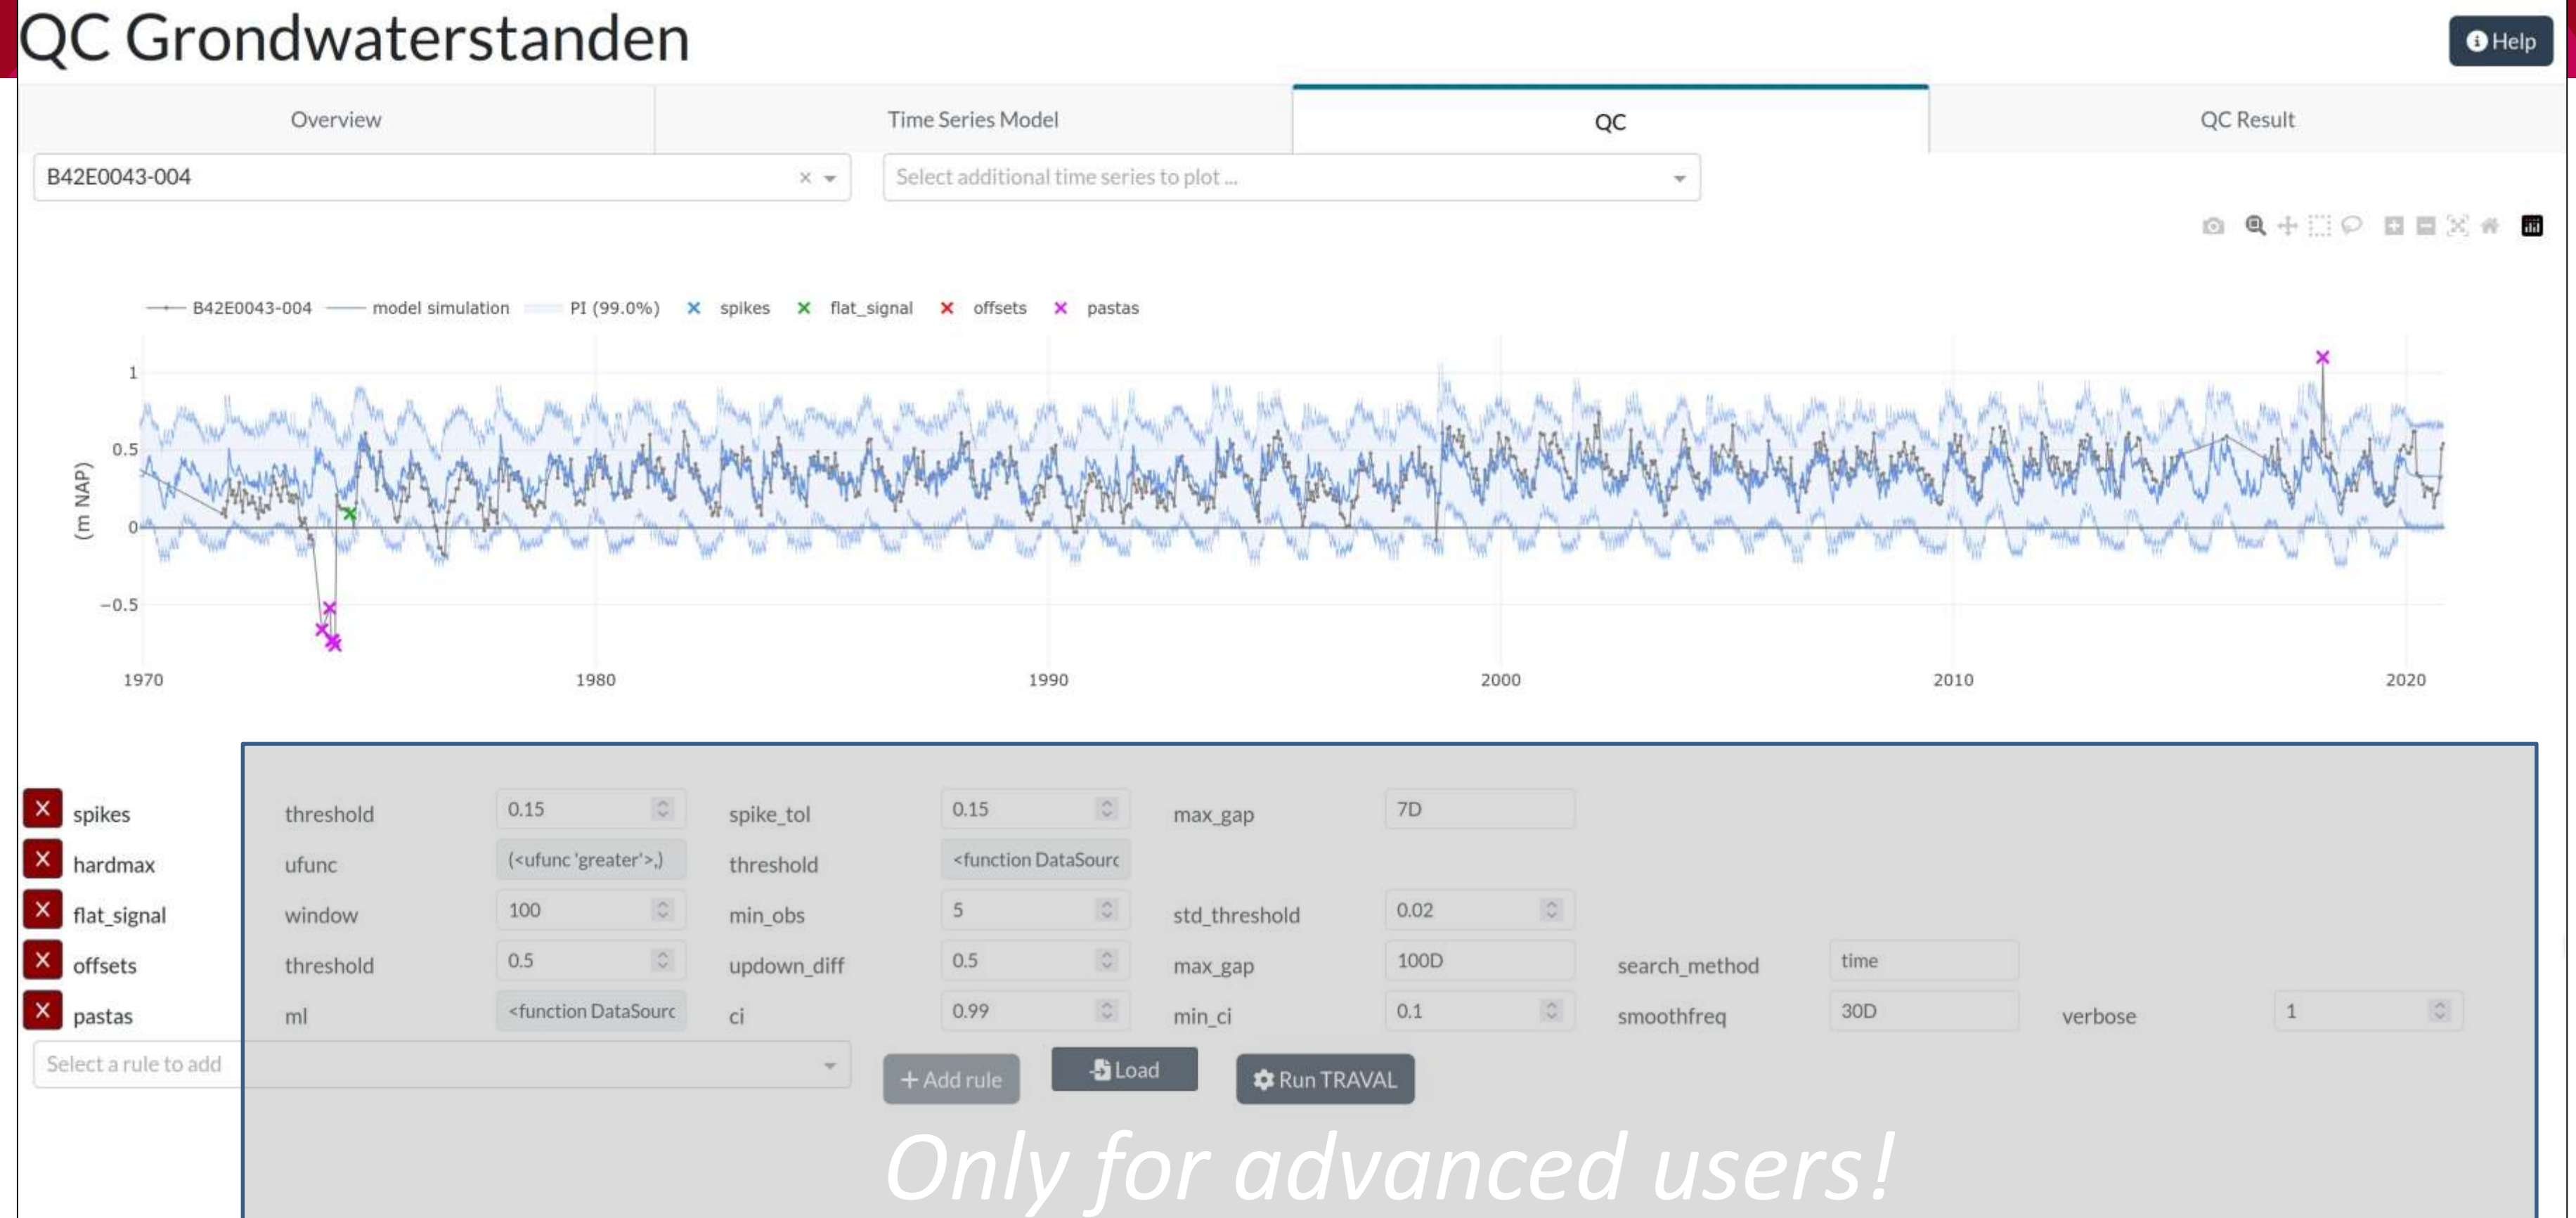 QC Grondwaterstanden
Help
Overview Time Series Model QC QC Result
B42E0043-004 Select additional time series to plot ...
B42E0043-004 model simulation PI (99.0%) spikes flat_signal offsets pastas
1
0.5
0
−0.5
(m NAP)
1970 1980 1990 2000 2010 2020
spikes threshold 0.15 spike_tol 0.15 max_gap 7D
hardmax ufunc (<ufunc 'greater'>,) threshold <function DataSourc
flat_signal window 100 min_obs 5 std_threshold 0.02
offsets threshold 0.5 updown_diff 0.5 max_gap 100D search_method time
pastas ml <function DataSourc ci 0.99 min_ci 0.1 smoothfreq 30D verbose 1
Select a rule to add + Add rule Load Run TRAVAL
Only for advanced users!